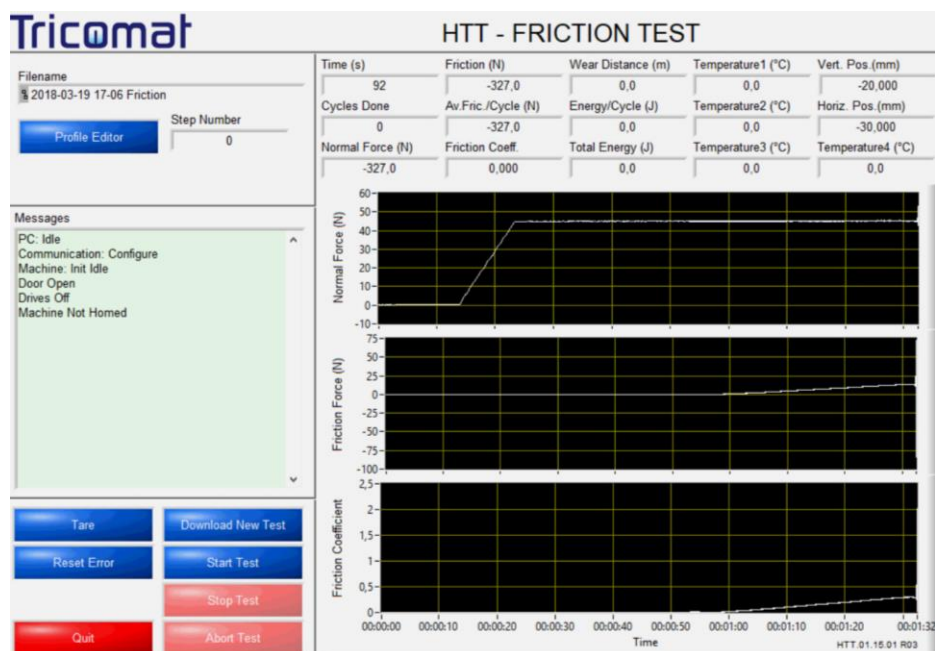 Tricomat
HTT - FRICTION TEST
Filename
2018-03-19 17-06 Friction
Profile Editor
Step Number
0
Time (s)
Friction (N)
Wear Distance (m)
Temperature1 (°C)
Vert. Pos.(mm)
92
-327,0
0,0
0,0
-20,000
Cycles Done
Av.Fric./Cycle (N)
Energy/Cycle (J)
Temperature2 (°C)
Horiz. Pos.(mm)
0
-327,0
0,0
0,0
-30,000
Normal Force (N)
Friction Coeff.
Total Energy (J)
Temperature3 (°C)
Temperature4 (°C)
-327,0
0,000
0,0
0,0
0,0
Messages
PC: Idle
Communication: Configure
Machine: Init Idle
Door Open
Drives Off
Machine Not Homed
Tare
Download New Test
Reset Error
Start Test
Stop Test
Quit
Abort Test
Normal Force (N)
60
50
40
30
20
10
0
-10
Friction Force (N)
75
50
25
0
-25
-50
-75
-100
Friction Coefficient
2,5
2
1,5
1
0,5
0
00:00:00 00:00:10 00:00:20 00:00:30 00:00:40 00:00:50 00:01:00 00:01:10 00:01:20 00:01:32
Time
HTT.01.15.01 R03